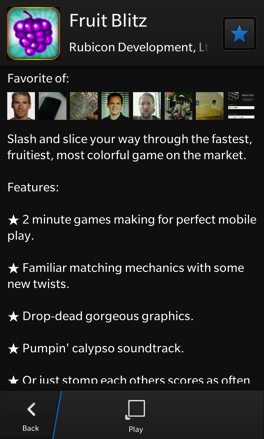 Fruit Blitz
Rubicon Development, Lt
Favorite of:
Slash and slice your way through the fastest,
fruitiest, most colorful game on the market.
Features:
★ 2 minute games making for perfect mobile
play.
★ Familiar matching mechanics with some
new twists.
★ Drop-dead gorgeous graphics.
★ Pumpin' calypso soundtrack.
★ Or just stomp each others scores as often
Back
Play